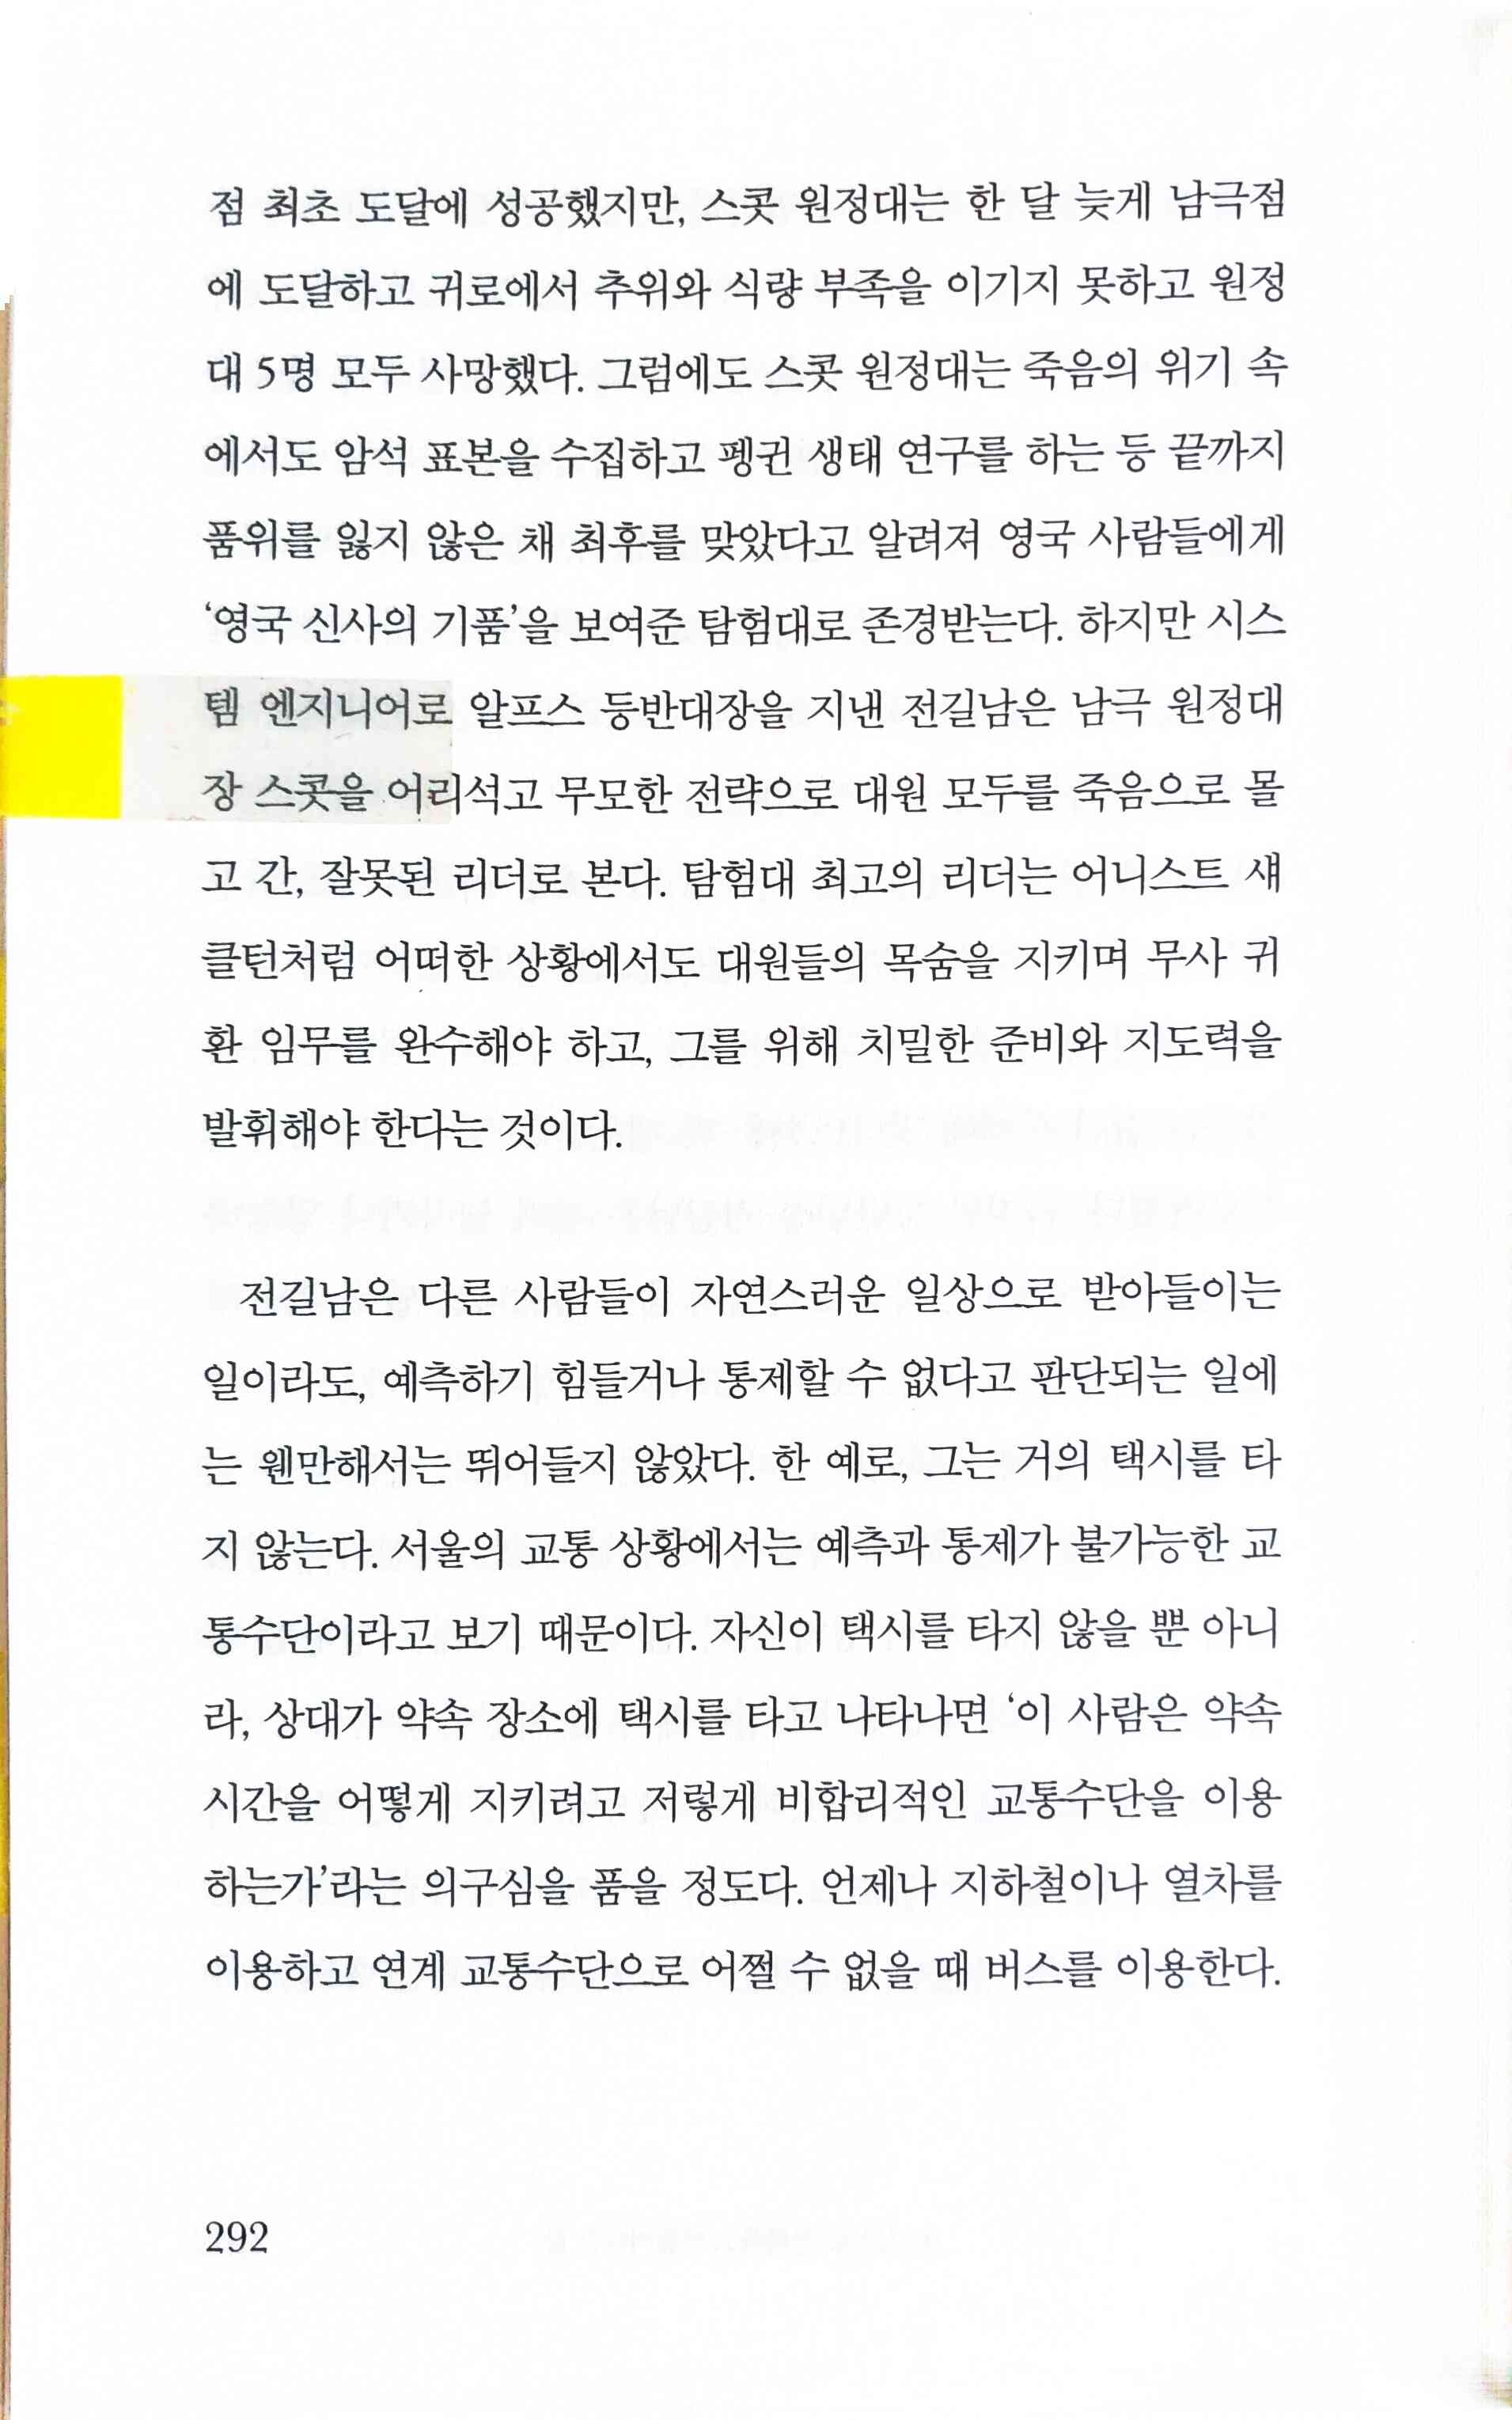 점 최초 도달에 성공했지만, 스콧 원정대는 한 달 늦게 남극점
에 도달하고 귀로에서 추위와 식량 부족을 이기지 못하고 원정
대 5명 모두 사망했다. 그럼에도 스콧 원정대는 죽음의 위기 속
에서도 암석 표본을 수집하고 펭귄 생태 연구를 하는 등 끝까지
품위를 잃지 않은 채 최후를 맞았다고 알려져 영국 사람들에게
‘영국 신사의 기품’을 보여준 탐험대로 존경받는다. 하지만 시스
템 엔지니어로 알프스 등반대장을 지낸 전길남은 남극 원정대
장 스콧을 어리석고 무모한 전략으로 대원 모두를 죽음으로 몰
고 간, 잘못된 리더로 본다. 탐험대 최고의 리더는 어니스트 섀
클턴처럼 어떠한 상황에서도 대원들의 목숨을 지키며 무사 귀
환 임무를 완수해야 하고, 그를 위해 치밀한 준비와 지도력을
발휘해야 한다는 것이다.
전길남은 다른 사람들이 자연스러운 일상으로 받아들이는
일이라도, 예측하기 힘들거나 통제할 수 없다고 판단되는 일에
는 웬만해서는 뛰어들지 않았다. 한 예로, 그는 거의 택시를 타
지 않는다. 서울의 교통 상황에서는 예측과 통제가 불가능한 교
통수단이라고 보기 때문이다. 자신이 택시를 타지 않을 뿐 아니
라, 상대가 약속 장소에 택시를 타고 나타나면 ‘이 사람은 약속
시간을 어떻게 지키려고 저렇게 비합리적인 교통수단을 이용
하는가’라는 의구심을 품을 정도다. 언제나 지하철이나 열차를
이용하고 연계 교통수단으로 어쩔 수 없을 때 버스를 이용한다.
292